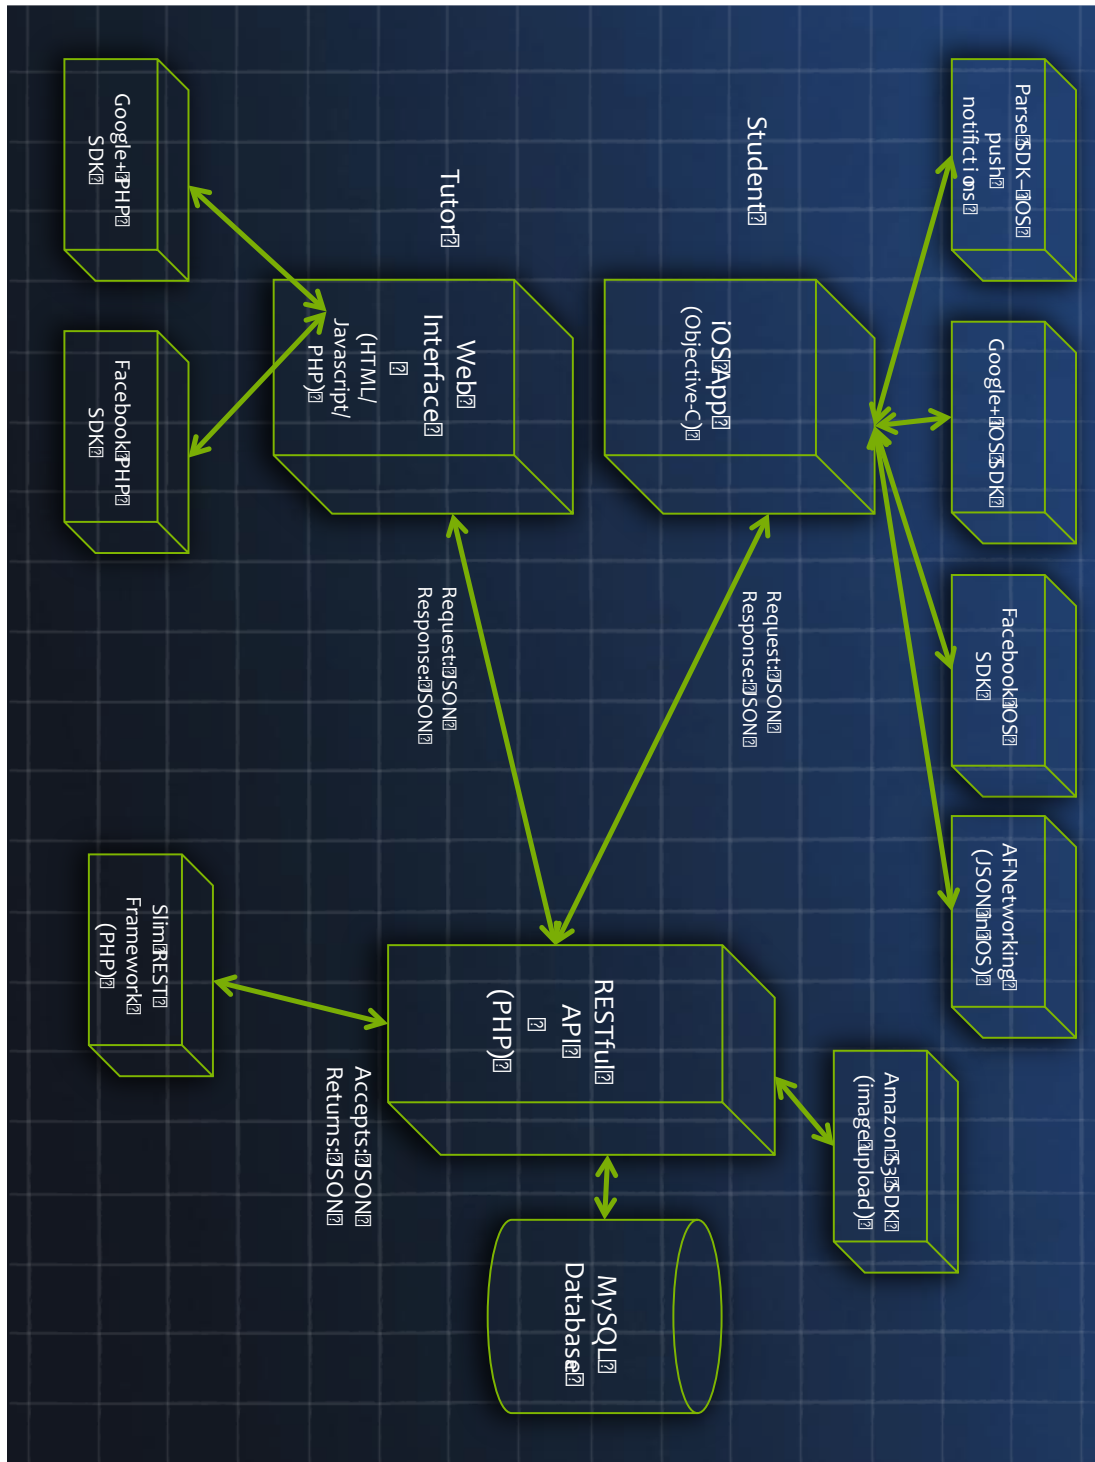 Parse SDK – iOS
push
notifictions
Google+ iOS SDK
Facebook iOS
SDK
AFNetworking
(JSON in iOS)
Amazon S3 SDK
(image upload)
Student
iOS App
(Objective-C)
Request: JSON
Response: JSON
Tutor
Web
Interface
(HTML/
Javascript/
PHP)
Request: JSON
Response: JSON
RESTful
API
(PHP)
MySQL
Database
Accepts: JSON
Returns: JSON
Google+ PHP
SDK
Facebook PHP
SDK
Slim REST
Framework
(PHP)